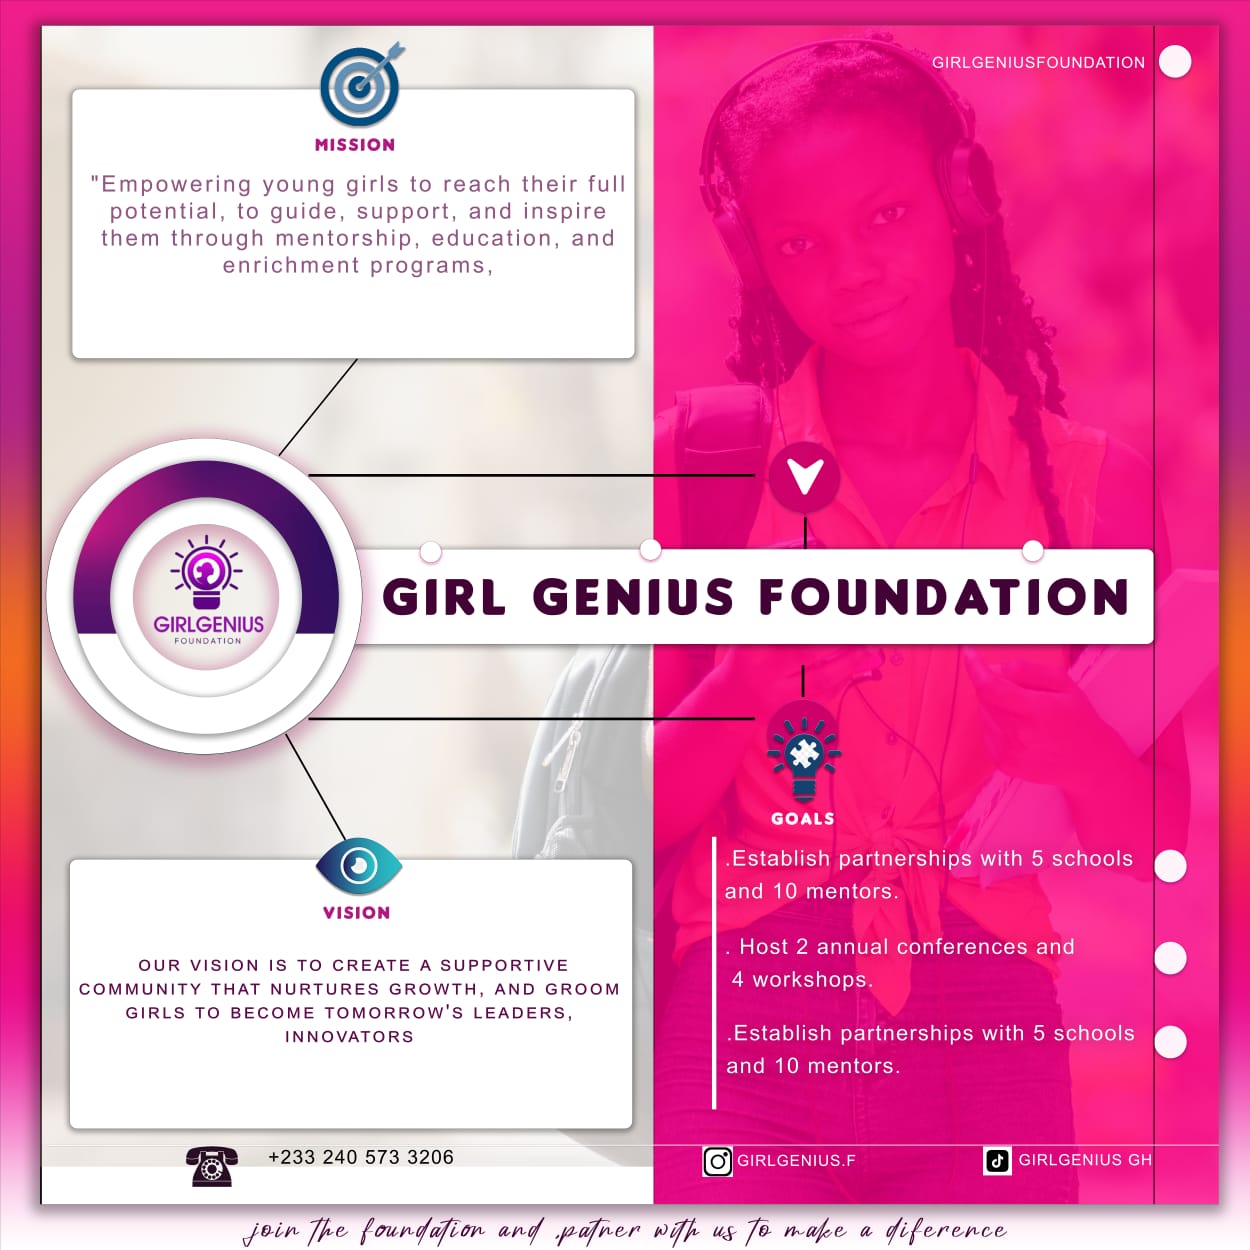 GIRLGENIUSFOUNDATION
MISSION
"Empowering young girls to reach their full
potential, to guide, support, and inspire
them through mentorship, education, and
enrichment programs,
GIRLGENIUS
FOUNDATION
GIRL GENIUS FOUNDATION
GOALS
.Establish partnerships with 5 schools
and 10 mentors.
. Host 2 annual conferences and
4 workshops.
.Establish partnerships with 5 schools
and 10 mentors.
VISION
OUR VISION IS TO CREATE A SUPPORTIVE
COMMUNITY THAT NURTURES GROWTH, AND GROOM
GIRLS TO BECOME TOMORROW'S LEADERS,
INNOVATORS
+233 240 573 3206
GIRLGENIUS.F
GIRLGENIUS GH
join the foundation and .patner with us to make a diference